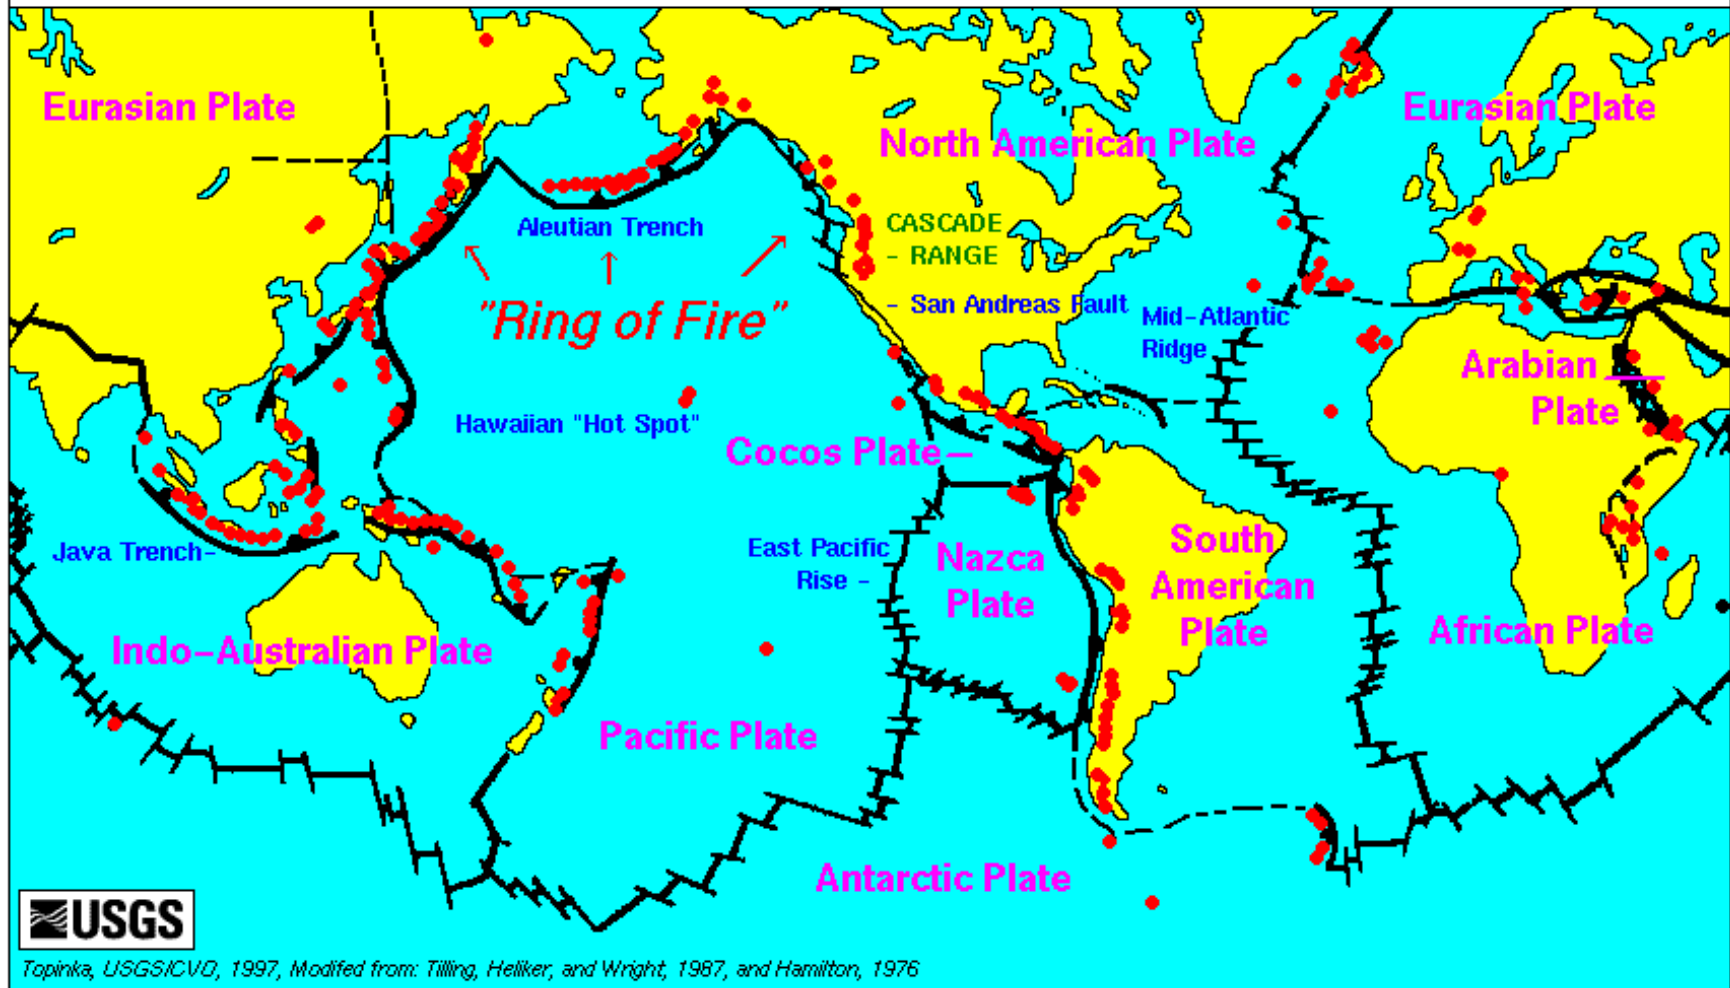 Eurasian Plate
Eurasian Plate
North American Plate
Aleutian Trench
CASCADE
- RANGE
"Ring of Fire"
- San Andreas Fault
Mid-Atlantic
Ridge
Arabian
Plate
Hawaiian "Hot Spot"
Cocos Plate
Java Trench
East Pacific
Rise -
Nazca
Plate
South
American
Plate
Indo-Australian Plate
African Plate
Pacific Plate
Antarctic Plate
USGS
Topinka, USGS/CVO, 1997, Modifed from: Tilling, Heliker, and Wright, 1987, and Hamilton, 1976